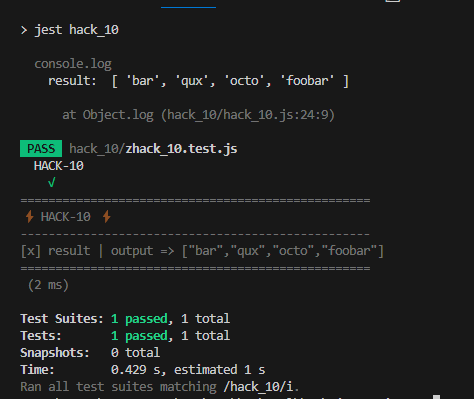 > jest hack_10
console.log
result:  [ 'bar', 'qux', 'octo', 'foobar' ]
at Object.log (hack_10/hack_10.js:24:9)
PASS hack_10/zhack_10.test.js
HACK-10
√
==================================================
⚡ HACK-10 ⚡
--------------------------------------------------
[x] result | output => ["bar","qux","octo","foobar"]
==================================================
(2 ms)
Test Suites: 1 passed, 1 total
Tests:       1 passed, 1 total
Snapshots:   0 total
Time:        0.429 s, estimated 1 s
Ran all test suites matching /hack_10/i.